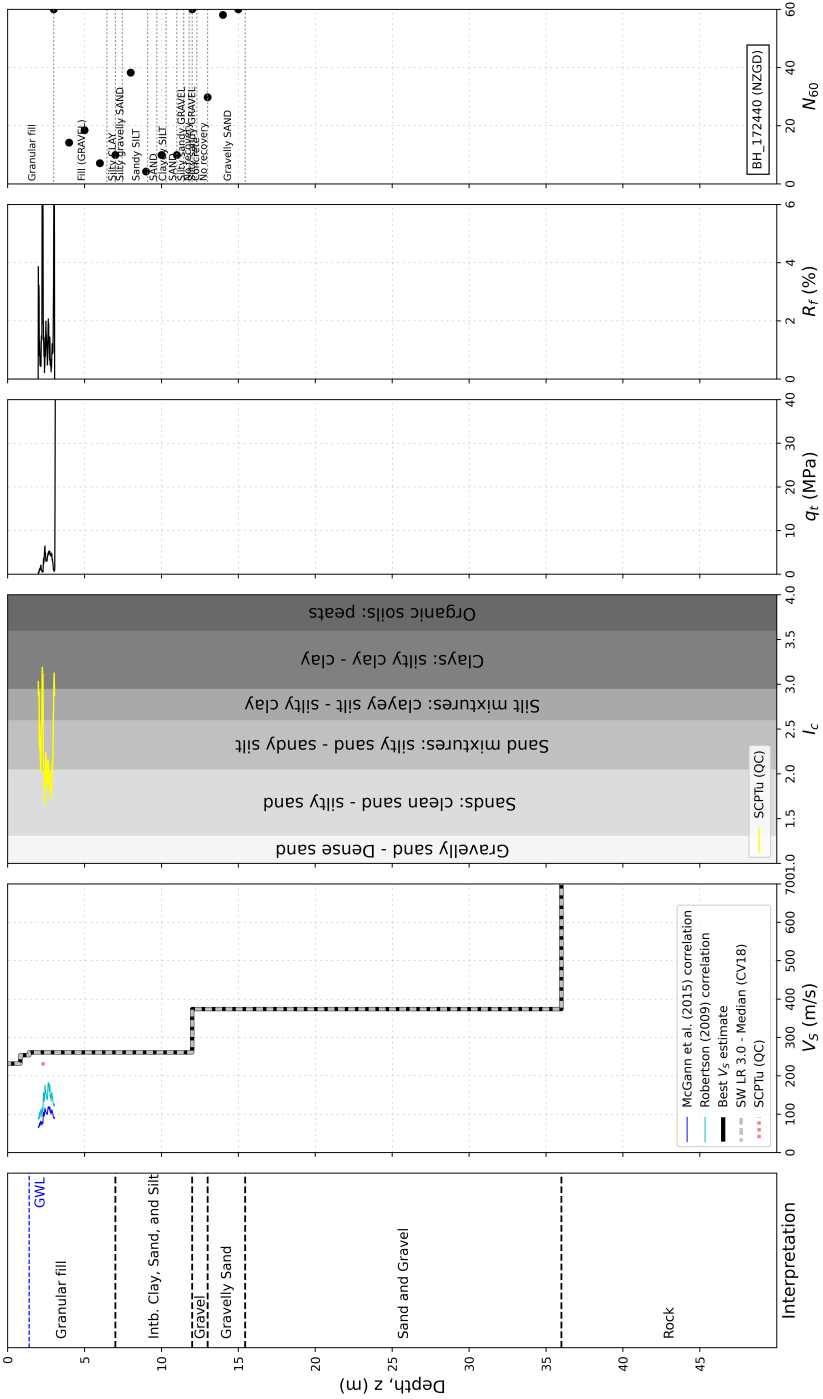 0
5
10
15
20
25
30
35
40
45
Depth, z (m)
GWL
Granular fill
Intb. Clay, Sand, and Silt
Gravel
Gravelly Sand
Sand and Gravel
Rock
Interpretation
McGann et al. (2015) correlation
Robertson (2009) correlation
Best V_S estimate
SW LR 3.0 - Median (CV18)
SCPTu (QC)
0
100
200
300
400
500
600
700
V_S (m/s)
Gravelly sand - Dense sand
Sands: clean sand - silty sand
Sand mixtures: silty sand - sandy silt
Silt mixtures: clayey silt - silty clay
Clays: silty clay - clay
Organic soils: peats
SCPTu (QC)
1.0
1.5
2.0
2.5
3.0
3.5
4.0
I_c
0
10
20
30
40
q_t (MPa)
0
2
4
6
R_f (%)
Granular fill
Fill (GRAVEL)
Silty CLAY
Silty gravelly SAND
Sandy SILT
SAND
Clayey SILT
SAND
Silty sandy GRAVEL
No recovery
No recovery
Gravelly SAND
BH_172440 (NZGD)
0
20
40
60
N_60